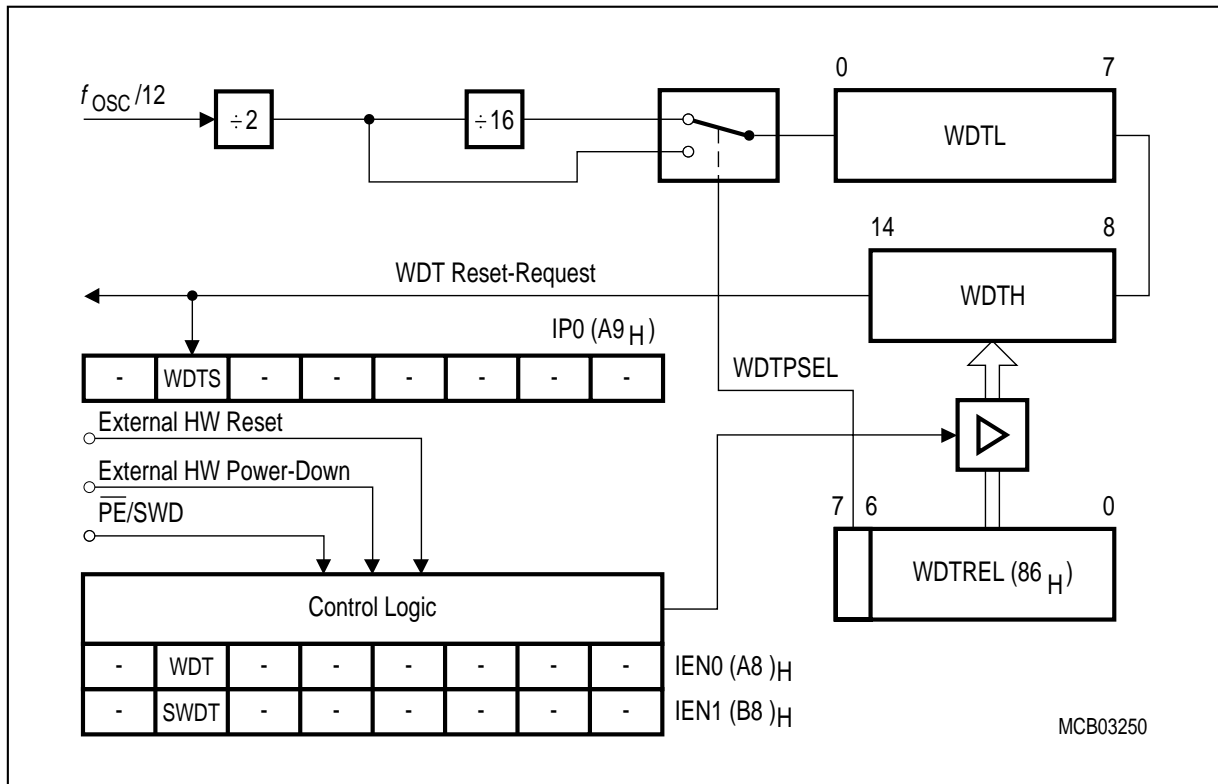 f OSC /12
÷2
÷16
0 7
WDTL
14 8
WDTH
WDT Reset-Request
IP0 (A9 H )
- WDTS - - - - - -
WDTPSEL
External HW Reset
External HW Power-Down
PE/SWD
7 6 0
WDTREL (86 H )
Control Logic
- WDT - - - - - -
IEN0 (A8 ) H
- SWDT - - - - - -
IEN1 (B8 ) H
MCB03250